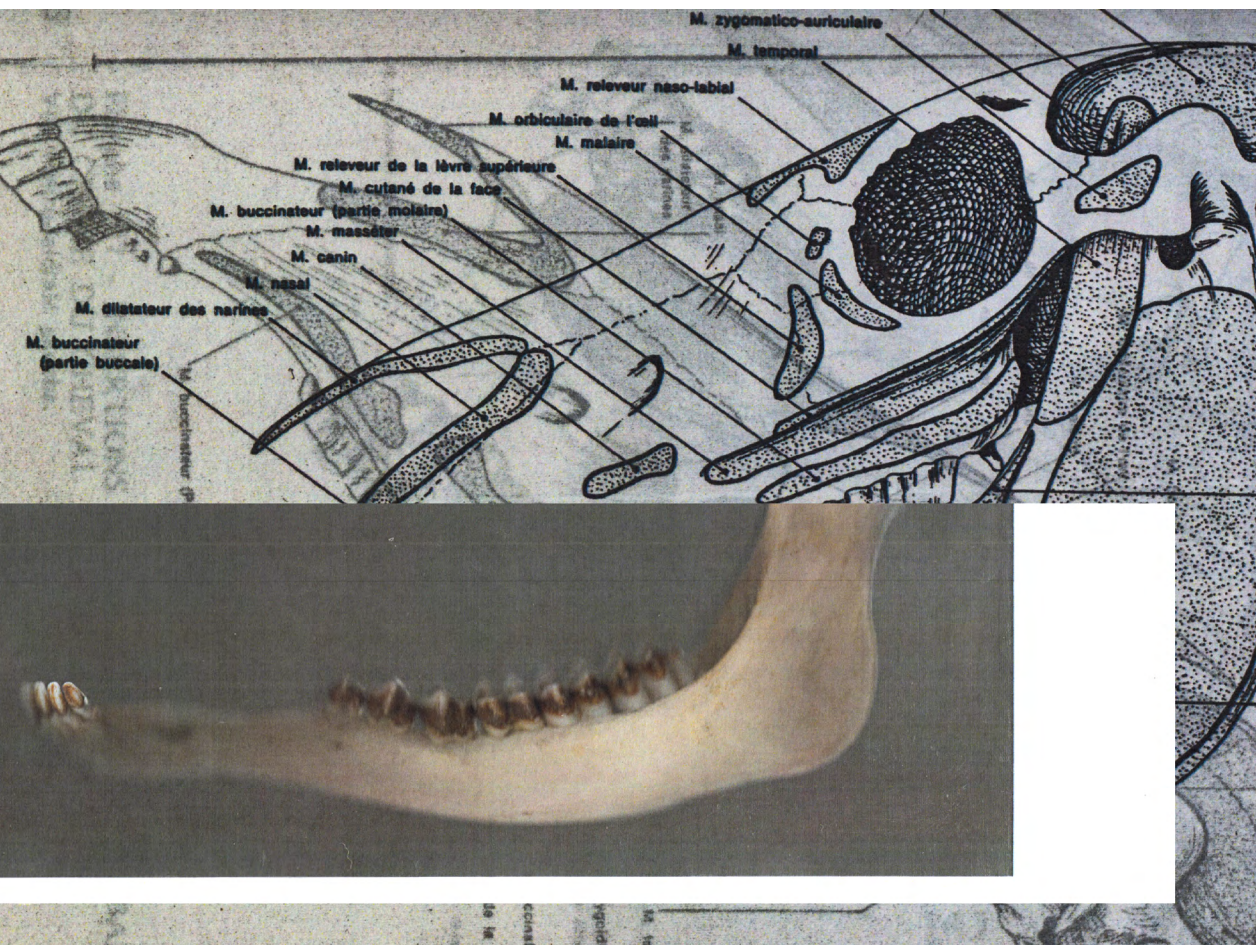 M. zygomatico-auriculaire
M. temporal
M. releveur naso-labial
M. orbiculaire de l'œil
M. malaire
M. releveur de la lèvre supérieure
M. cutané de la face
M. buccinateur (partie molaire)
M. masséter
M. canin
M. nasal
M. dilatateur des narines
M. buccinateur
(partie buccale)